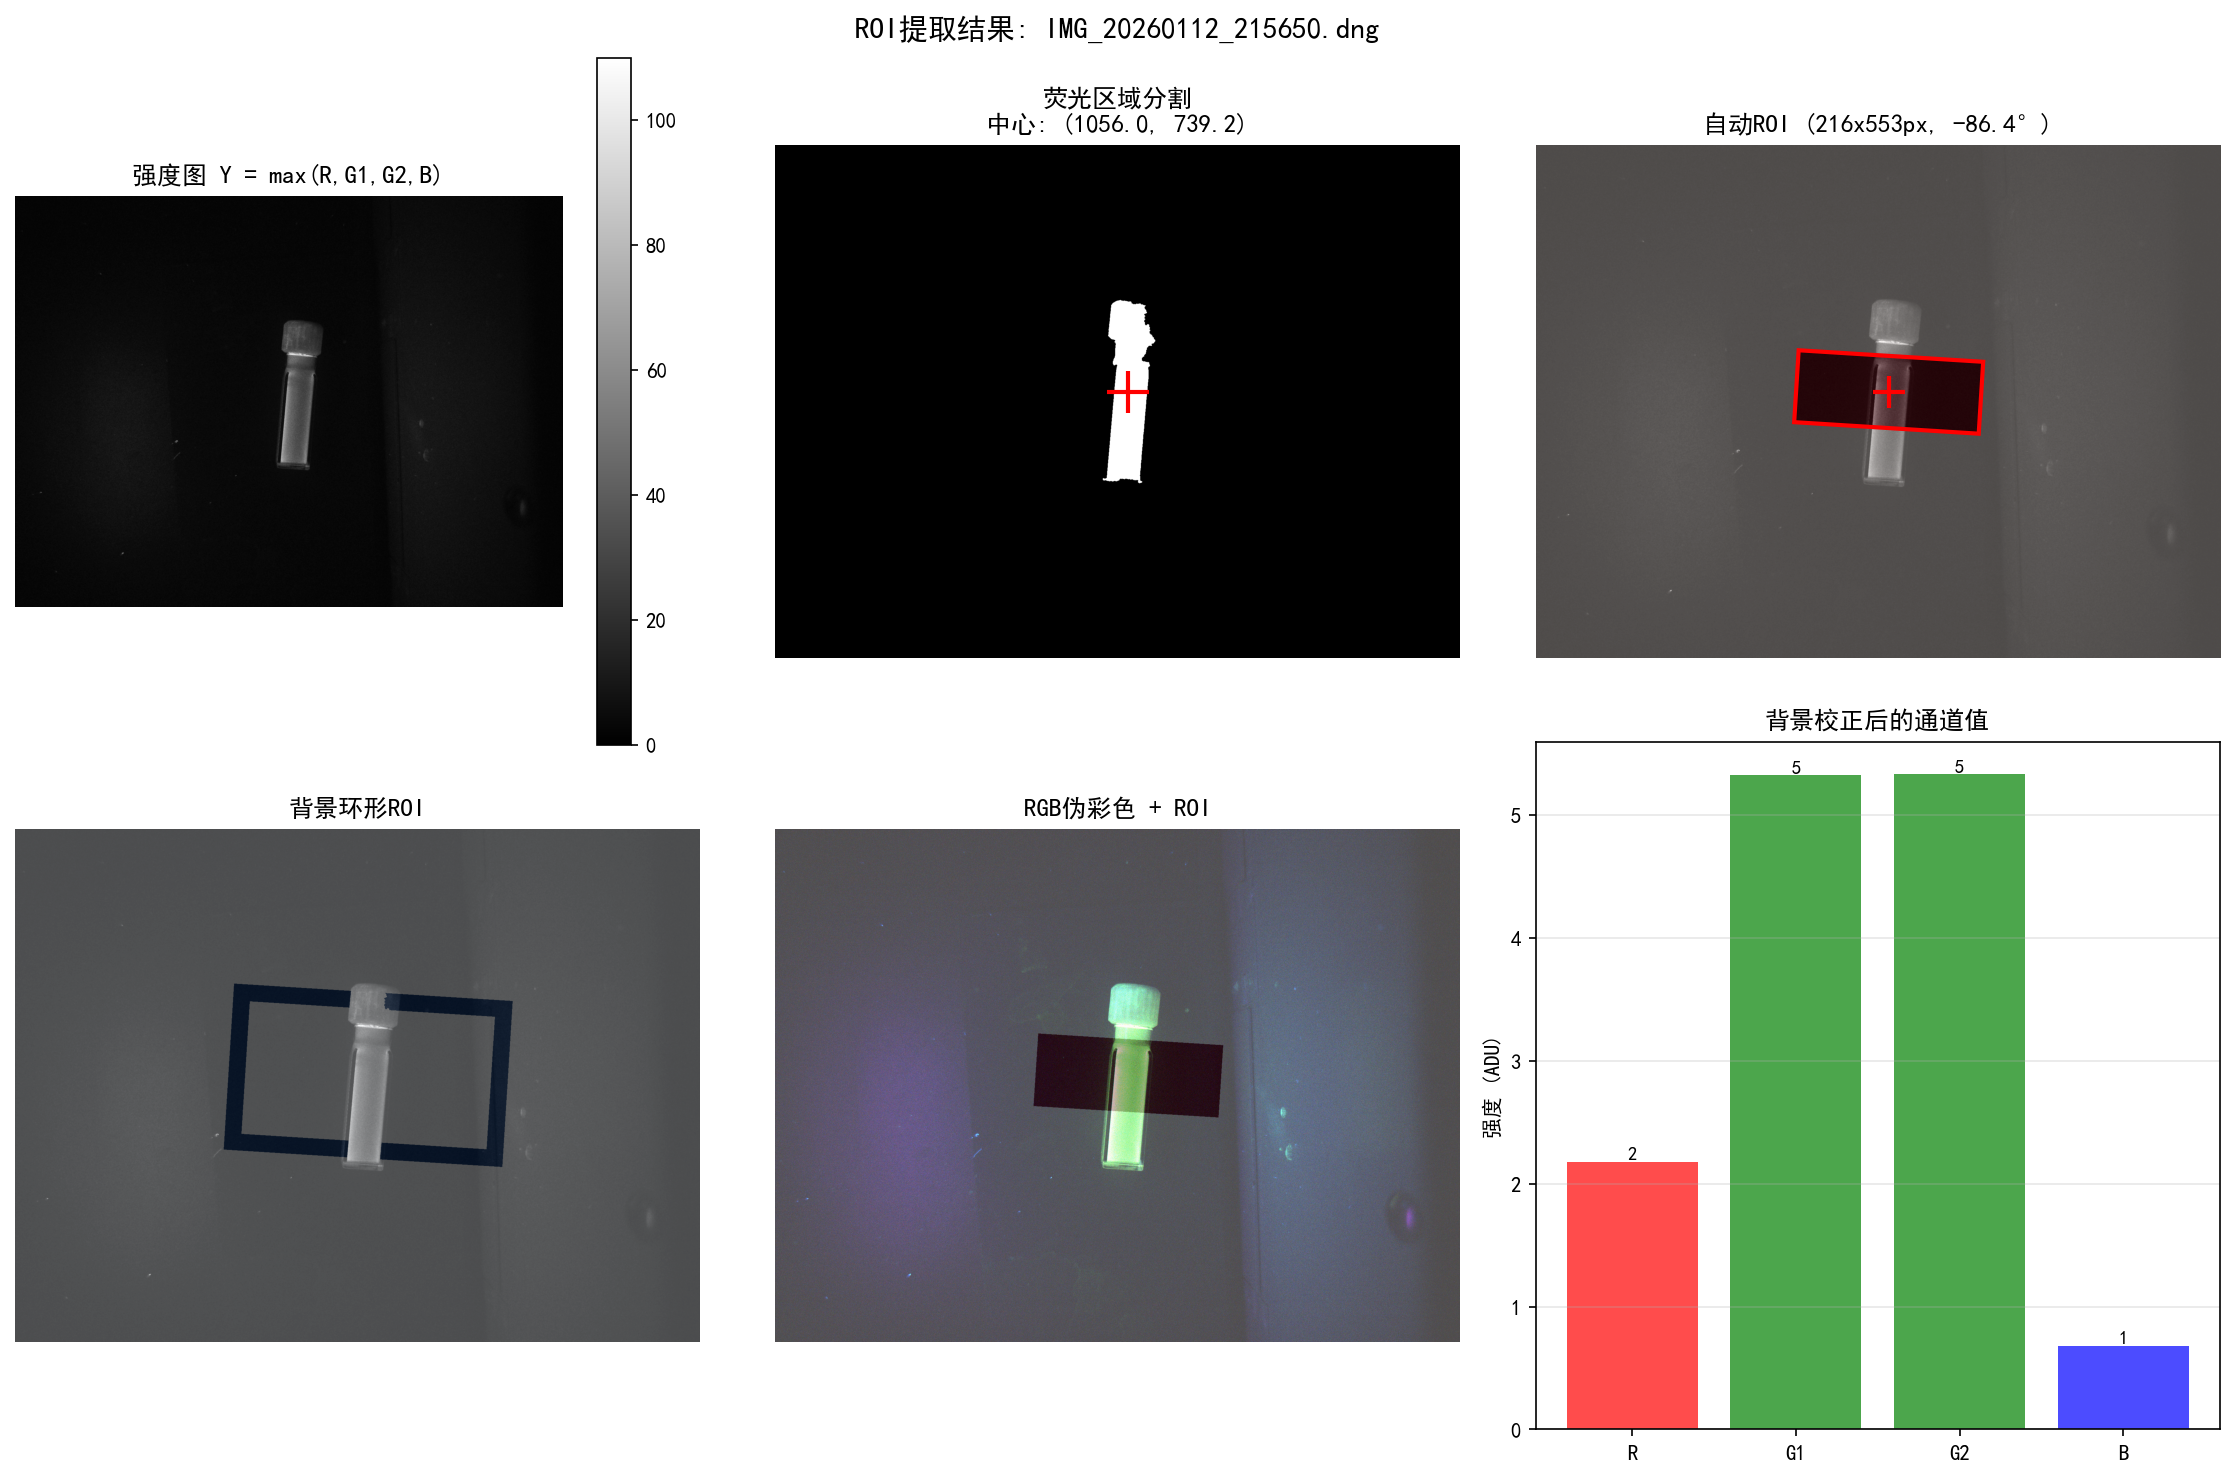 ROI提取结果: IMG_20260112_215650.dng
强度图 Y = max(R,G1,G2,B)
100
80
60
40
20
0
荧光区域分割
中心: (1056.0, 739.2)
自动ROI (216x553px, -86.4°)
背景环形ROI
RGB伪彩色 + ROI
背景校正后的通道值
强度 (ADU)
5
4
3
2
1
0
2
5
5
1
R
G1
G2
B